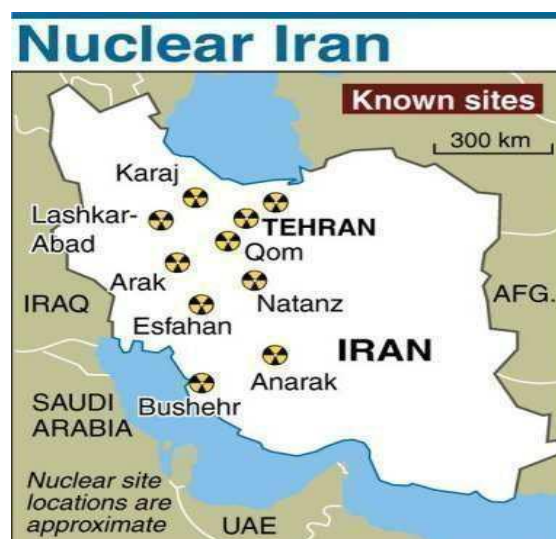 Nuclear Iran
Known sites
300 km
Karaj
Lashkar-
Abad
TEHRAN
Qom
Arak
Natanz
IRAQ
Esfahan
AFG.
IRAN
Anarak
Bushehr
SAUDI
ARABIA
Nuclear site
locations are
approximate
UAE